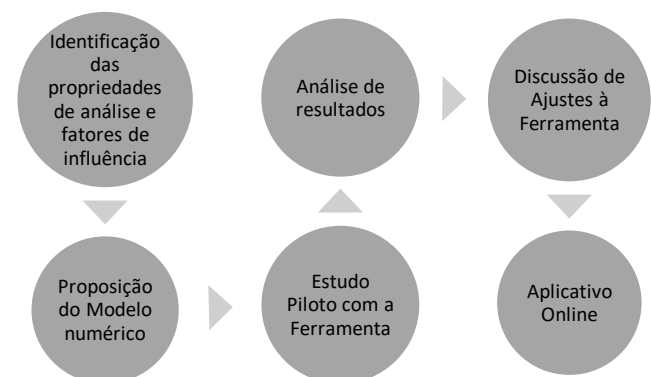 Identificação
das
propriedades
de análise e
fatores de
influência
Proposição
do Modelo
numérico
Estudo
Piloto com a
Ferramenta
Análise de
resultados
Discussão de
Ajustes à
Ferramenta
Aplicativo
Online